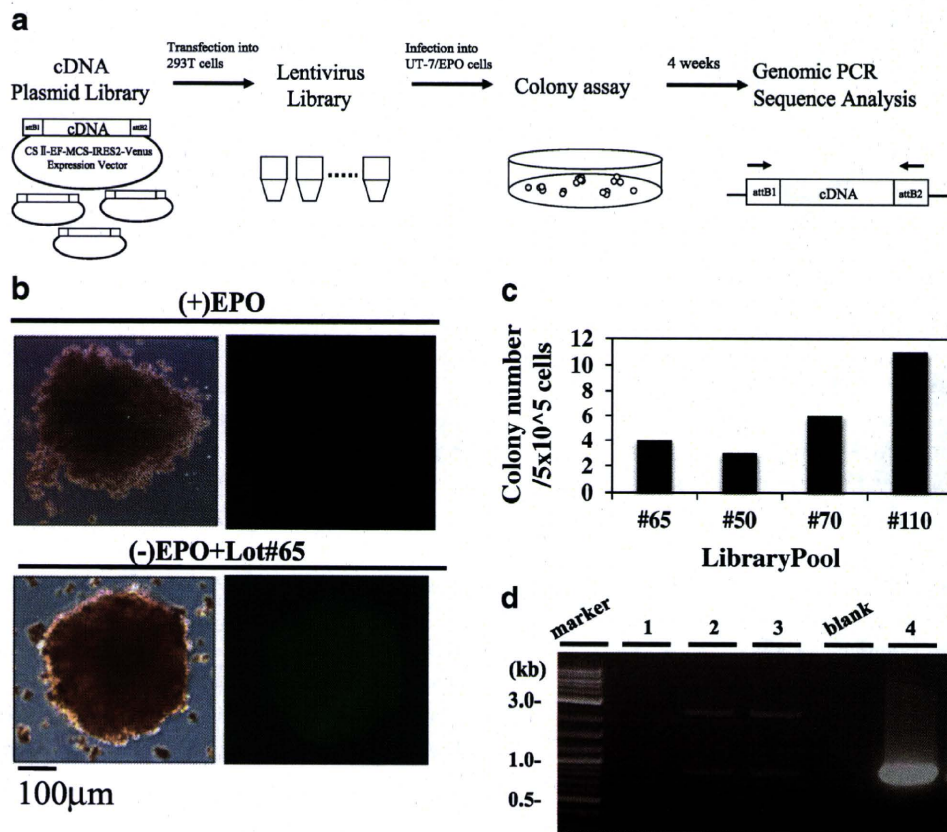 a
cDNA
Plasmid Library
Transfection into
293T cells
Lentivirus
Library
Infection into
UT-7/EPO cells
Colony assay
4 weeks
Genomic PCR
Sequence Analysis
attB1
cDNA
attB2
CS II-EF-MCS-IRES2-Venus
Expression Vector
attB1
cDNA
attB2
b
(+)EPO
(-)EPO+Lot#65
100μm
c
Colony number
/5x10^5 cells
12
10
8
6
4
2
0
#65
#50
#70
#110
LibraryPool
d
marker
1
2
3
blank
4
(kb)
3.0-
1.0-
0.5-